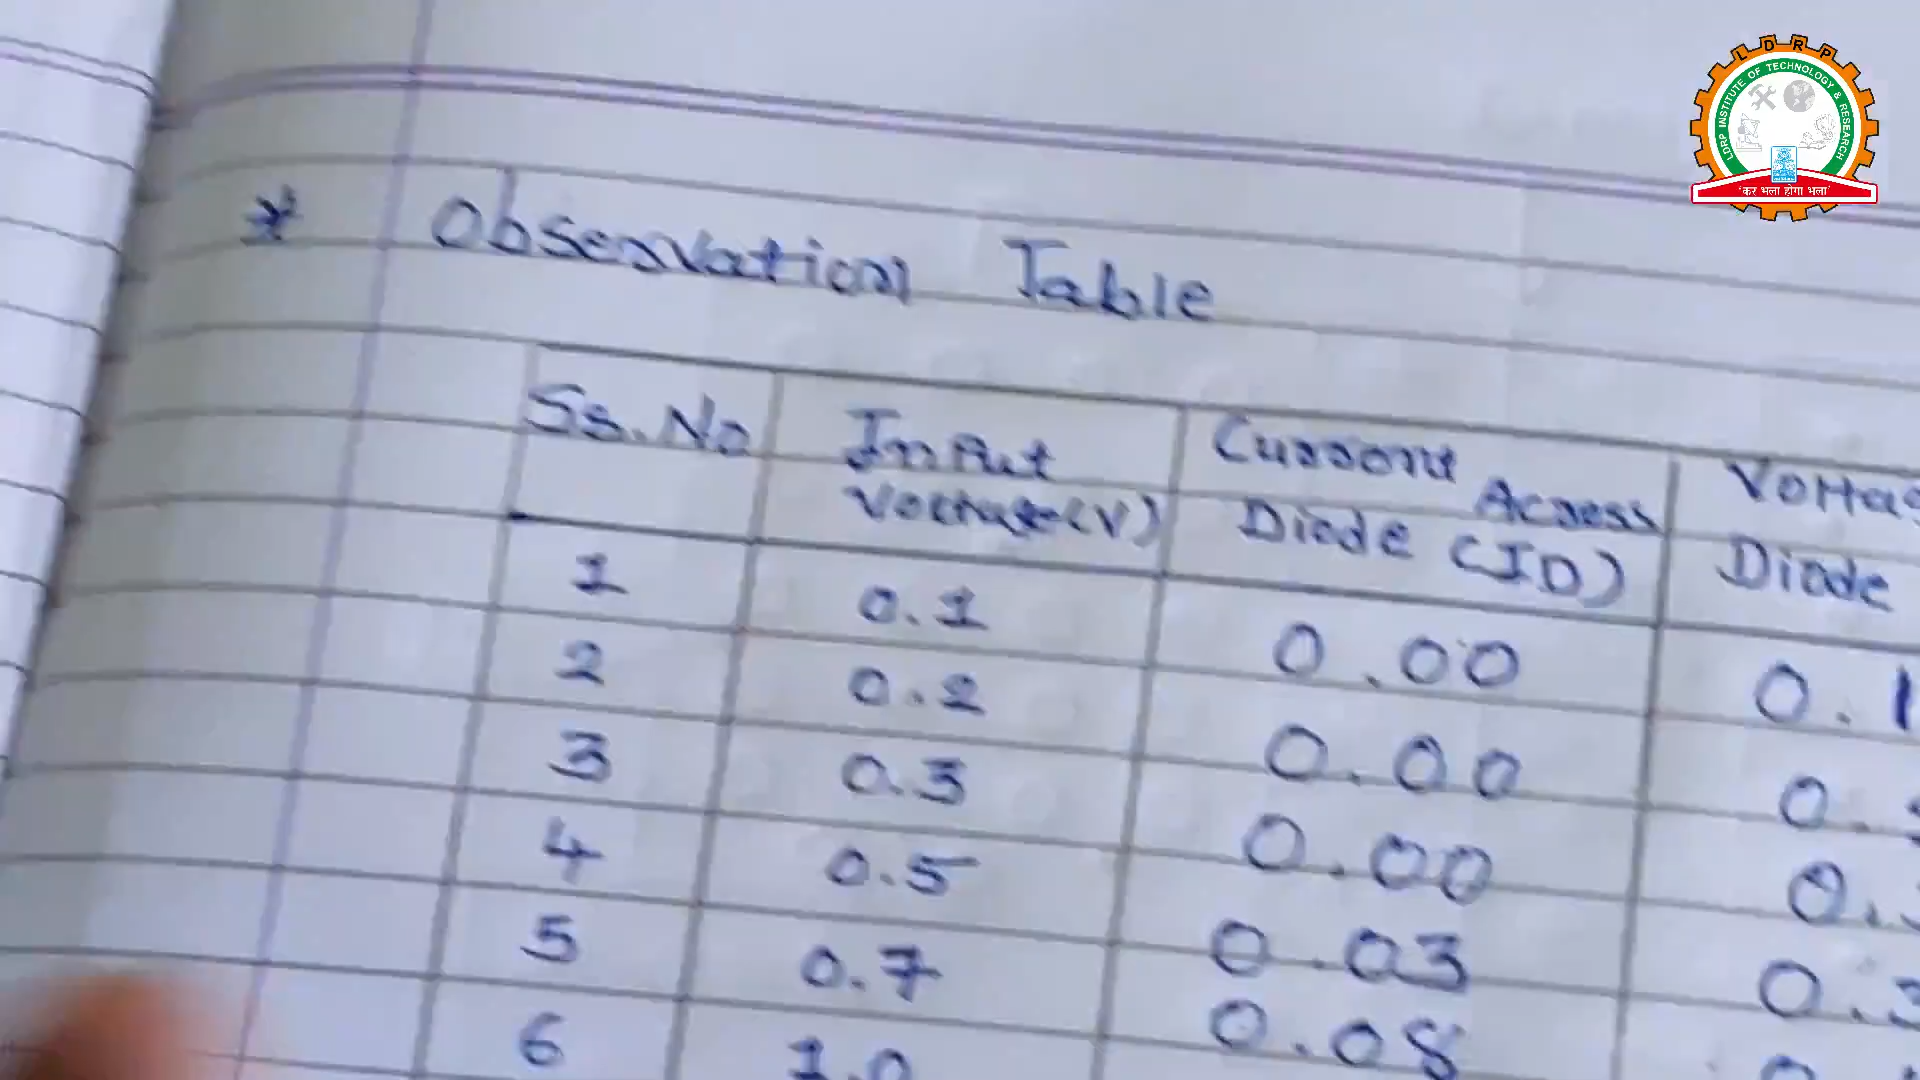 LDRP
LDRP INSTITUTE OF TECHNOLOGY & RESEARCH
'कर भला होगा भला'
* Observation Table
Sr. No Input Voltage(V) Current Across Diode (ID) Diode
1 0.1 0.00
2 0.2 0.00
3 0.3 0.00
4 0.5 0.03
5 0.7 0.08
6 1.0